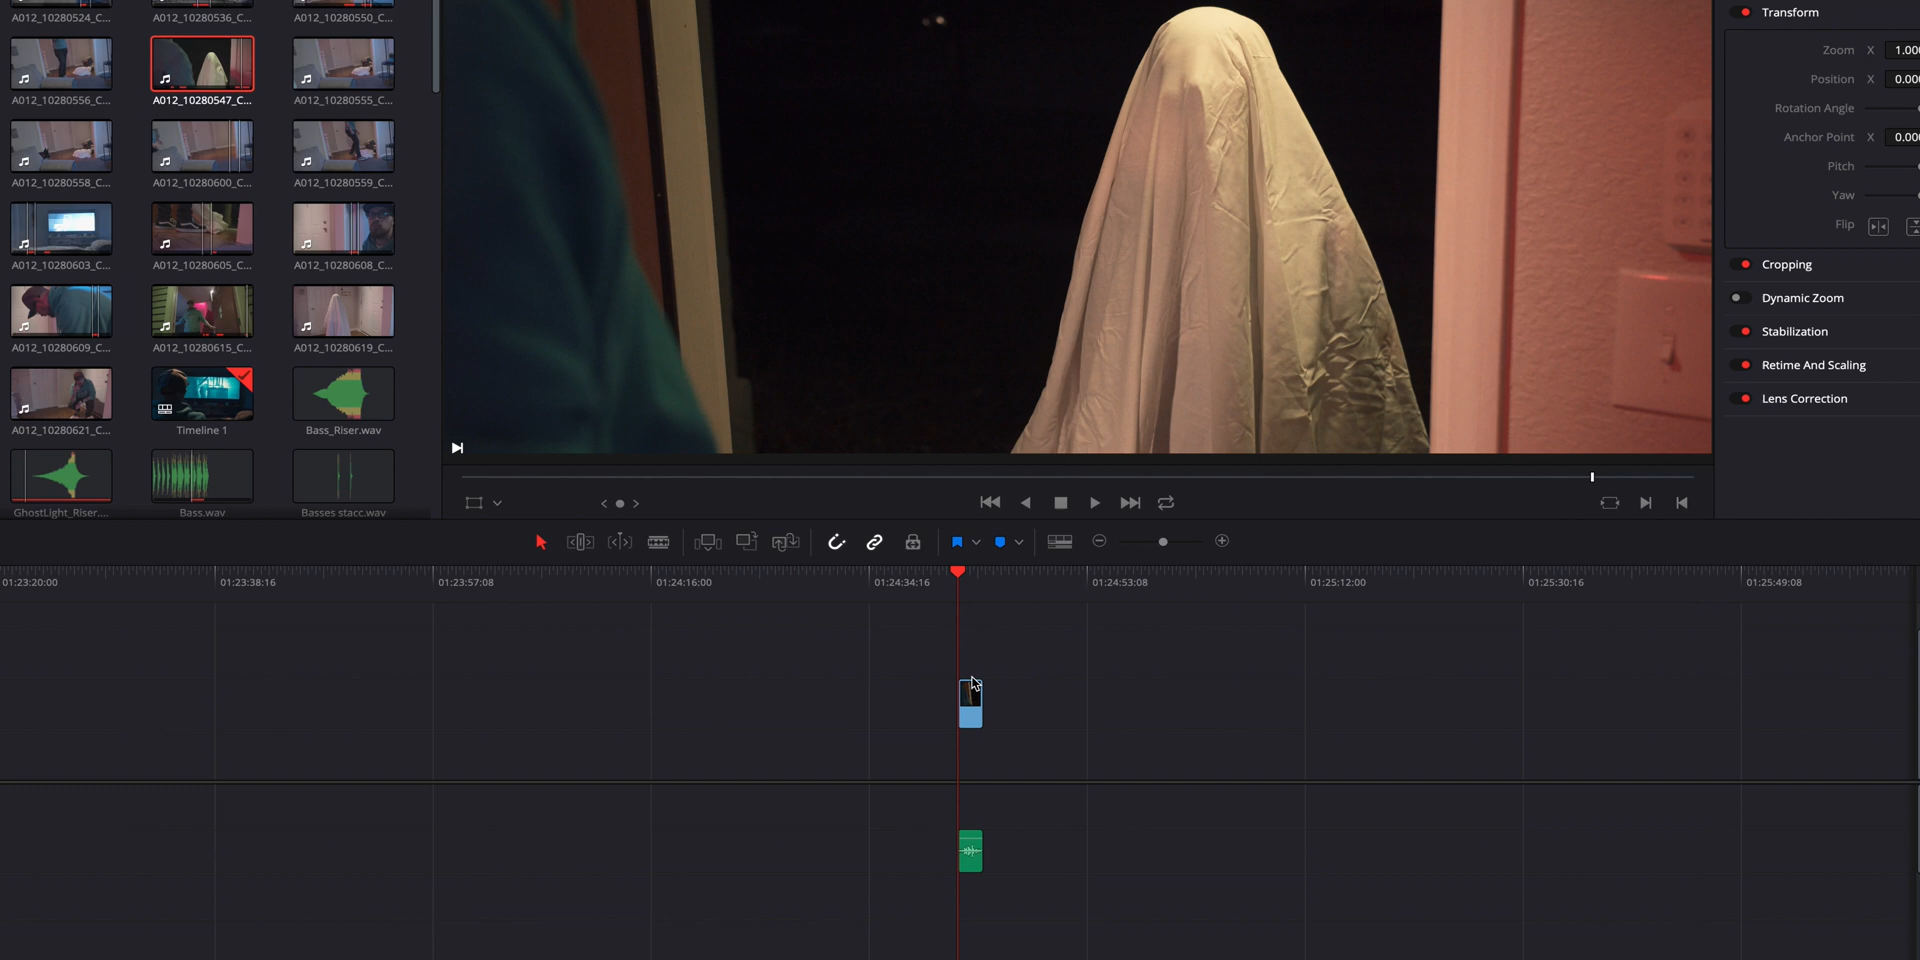 A012_10280524_C...
A012_10280536_C...
A012_10280550_C...
A012_10280556_C...
A012_10280547_C...
A012_10280555_C...
A012_10280558_C...
A012_10280600_C...
A012_10280559_C...
A012_10280603_C...
A012_10280605_C...
A012_10280608_C...
A012_10280609_C...
A012_10280615_C...
A012_10280619_C...
A012_10280621_C...
Timeline 1
Bass_Riser.wav
GhostLight_Riser....
Bass.wav
Basses stacc.wav
Transform
Zoom X 1.000
Position X 0.000
Rotation Angle
Anchor Point X 0.000
Pitch
Yaw
Flip
Cropping
Dynamic Zoom
Stabilization
Retime And Scaling
Lens Correction
01:23:20:00 01:23:38:16 01:23:57:08 01:24:16:00 01:24:34:16 01:24:53:08 01:25:12:00 01:25:30:16 01:25:49:08